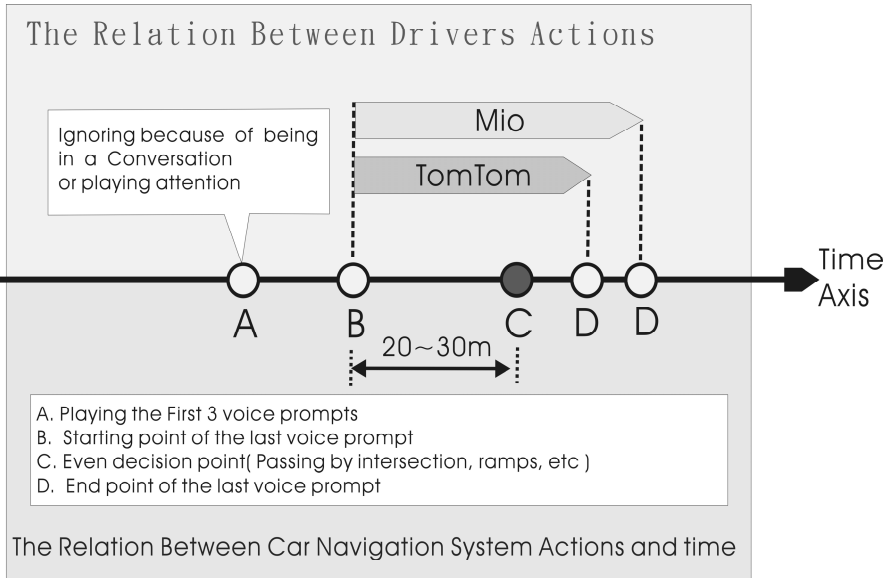 The Relation Between Drivers Actions
Ignoring because of being
in a Conversation
or playing attention
Mio
TomTom
Time
Axis
A
B
C
D
D
20~30m
A. Playing the First 3 voice prompts
B. Starting point of the last voice prompt
C. Even decision point( Passing by intersection, ramps, etc )
D. End point of the last voice prompt
The Relation Between Car Navigation System Actions and time